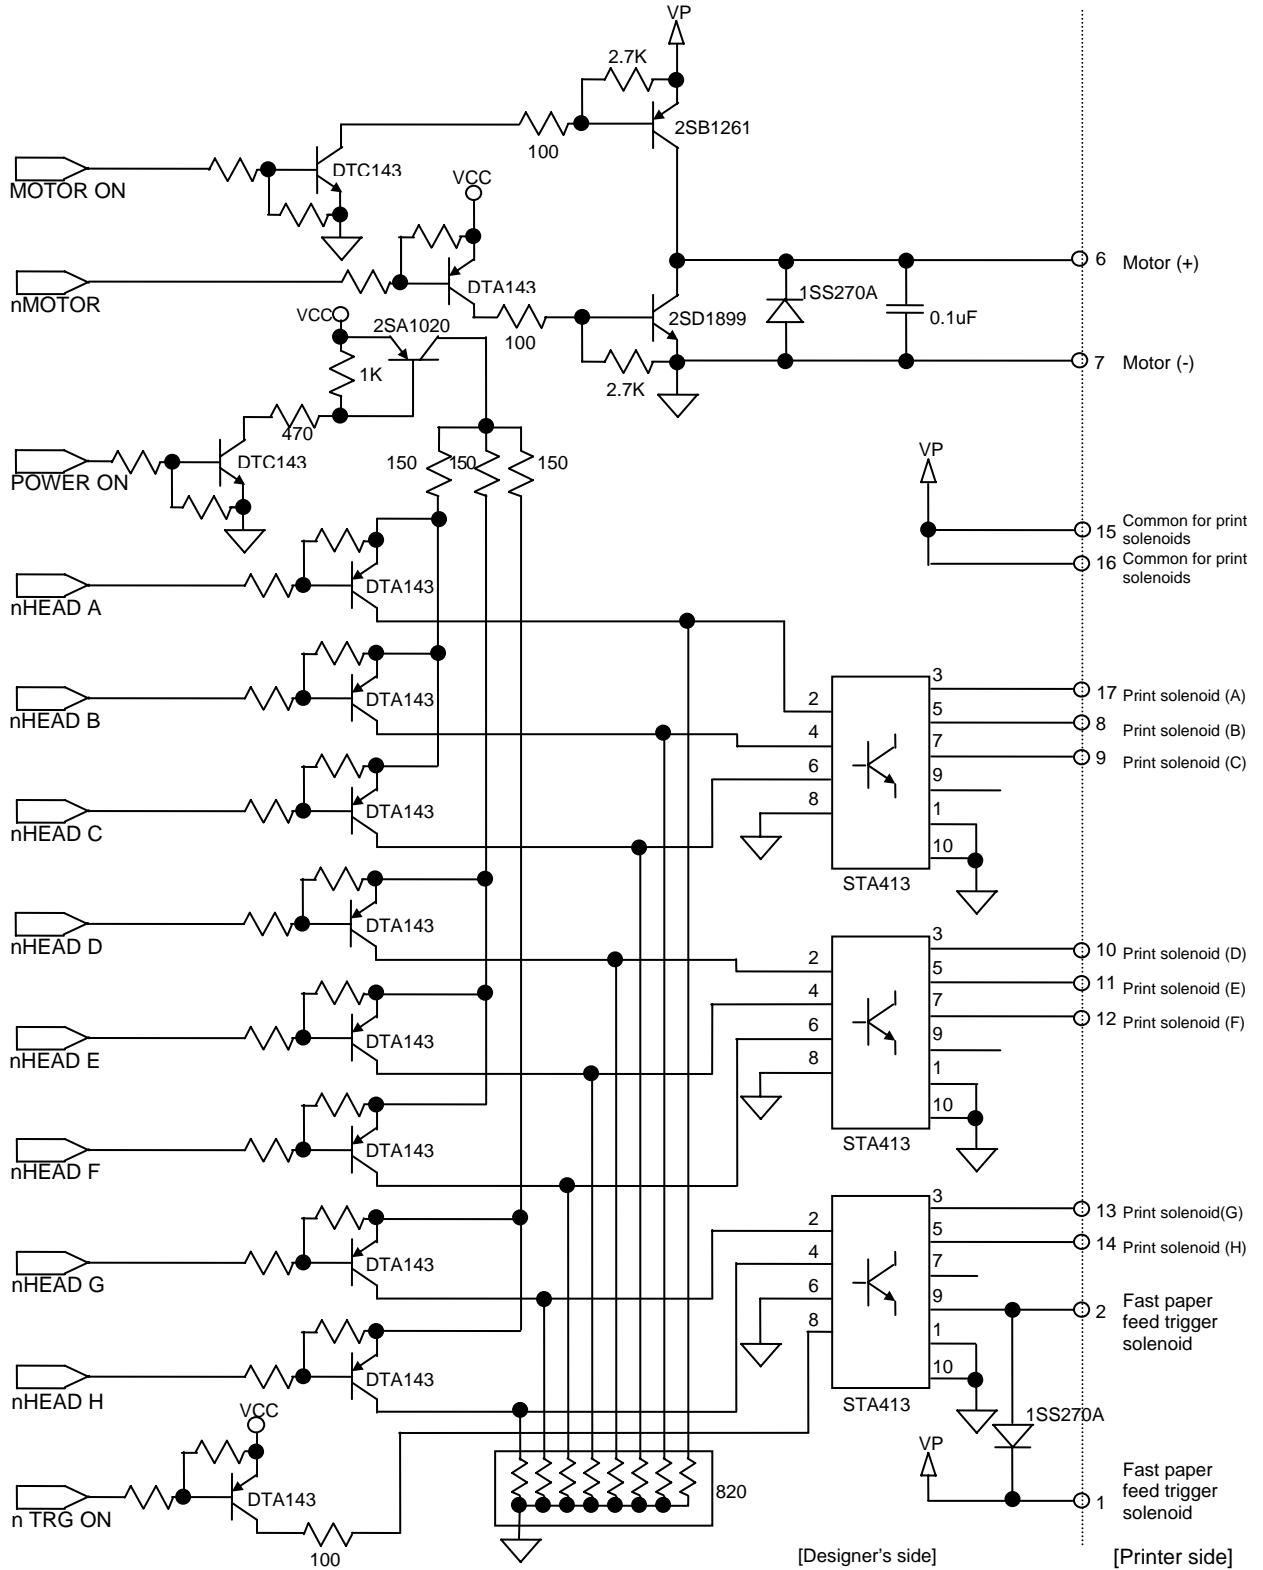 VP
2.7K
2SB1261
100
DTC143
MOTOR ON
VCC
6 Motor (+)
nMOTOR
DTA143
1SS270A
VCC
2SA1020
100
2SD1899
0.1uF
1K
2.7K
7 Motor (-)
470
150
150
150
DTC143
POWER ON
VP
15 Common for print
solenoids
16 Common for print
solenoids
DTA143
nHEAD A
3
17 Print solenoid (A)
2
5
DTA143
nHEAD B
8 Print solenoid (B)
4
7
9 Print solenoid (C)
6
9
8
1
DTA143
nHEAD C
10
STA413
DTA143
nHEAD D
3
10 Print solenoid (D)
2
5
11 Print solenoid (E)
4
7
12 Print solenoid (F)
6
9
DTA143
nHEAD E
8
1
10
STA413
DTA143
nHEAD F
3
13 Print solenoid(G)
2
5
14 Print solenoid (H)
4
7
DTA143
nHEAD G
6
9
2 Fast paper
feed trigger
solenoid
8
1
10
DTA143
nHEAD H
STA413
VCC
1SS270A
VP
Fast paper
feed trigger
solenoid
1
DTA143
820
n TRG ON
100
[Designer's side]
[Printer side]